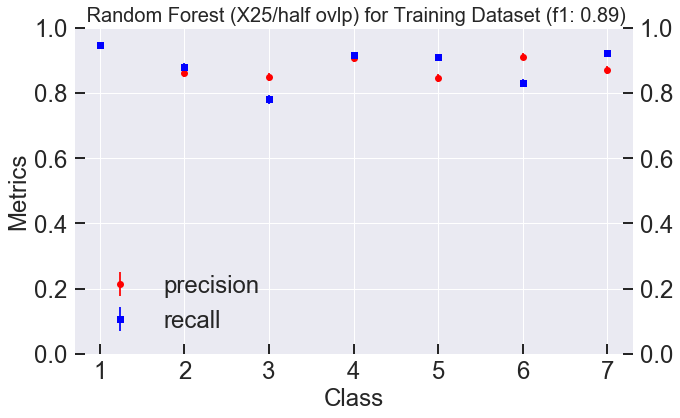 Random Forest (X25/half ovlp) for Training Dataset (f1: 0.89)
1.0 1.0
0.8 0.8
0.6 0.6
0.4 0.4
0.2 0.2
0.0 0.0
Metrics
precision
recall
1 2 3 4 5 6 7
Class